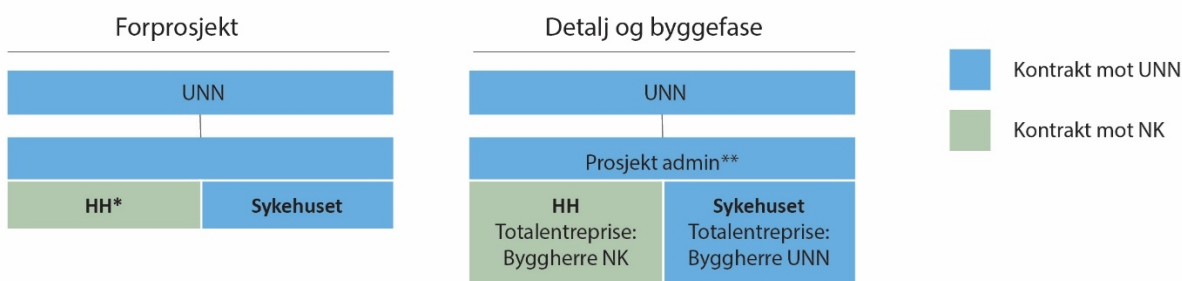 Forprosjekt
UNN
HH*
Sykehuset
Detalj og byggefase
UNN
Prosjekt admin**
HH
Totalentreprise:
Byggherre NK
Sykehuset
Totalentreprise:
Byggherre UNN
Kontrakt mot UNN
Kontrakt mot NK